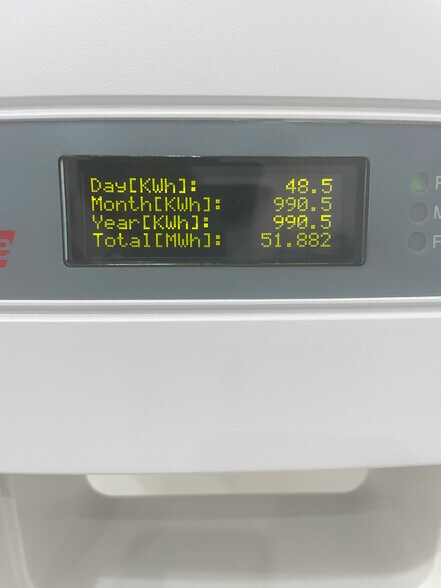 Day[KWh]: 48.5
Month[KWh]: 990.5
Year[KWh]: 990.5
Total[MWh]: 51.882
P
M
F